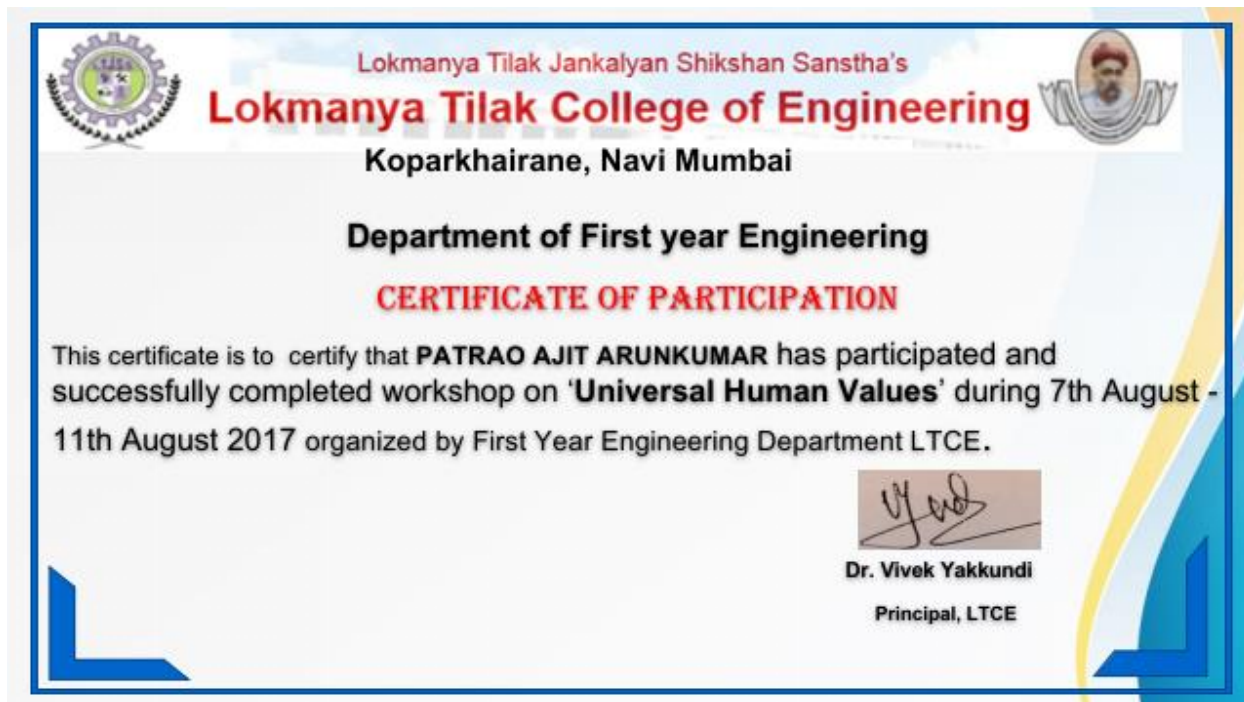 Lokmanya Tilak Jankalyan Shikshan Sanstha's
Lokmanya Tilak College of Engineering
Koparkhairane, Navi Mumbai
Department of First year Engineering
CERTIFICATE OF PARTICIPATION
This certificate is to certify that PATRAO AJIT ARUNKUMAR has participated and
successfully completed workshop on ‘Universal Human Values’ during 7th August -
11th August 2017 organized by First Year Engineering Department LTCE.
Dr. Vivek Yakkundi
Principal, LTCE